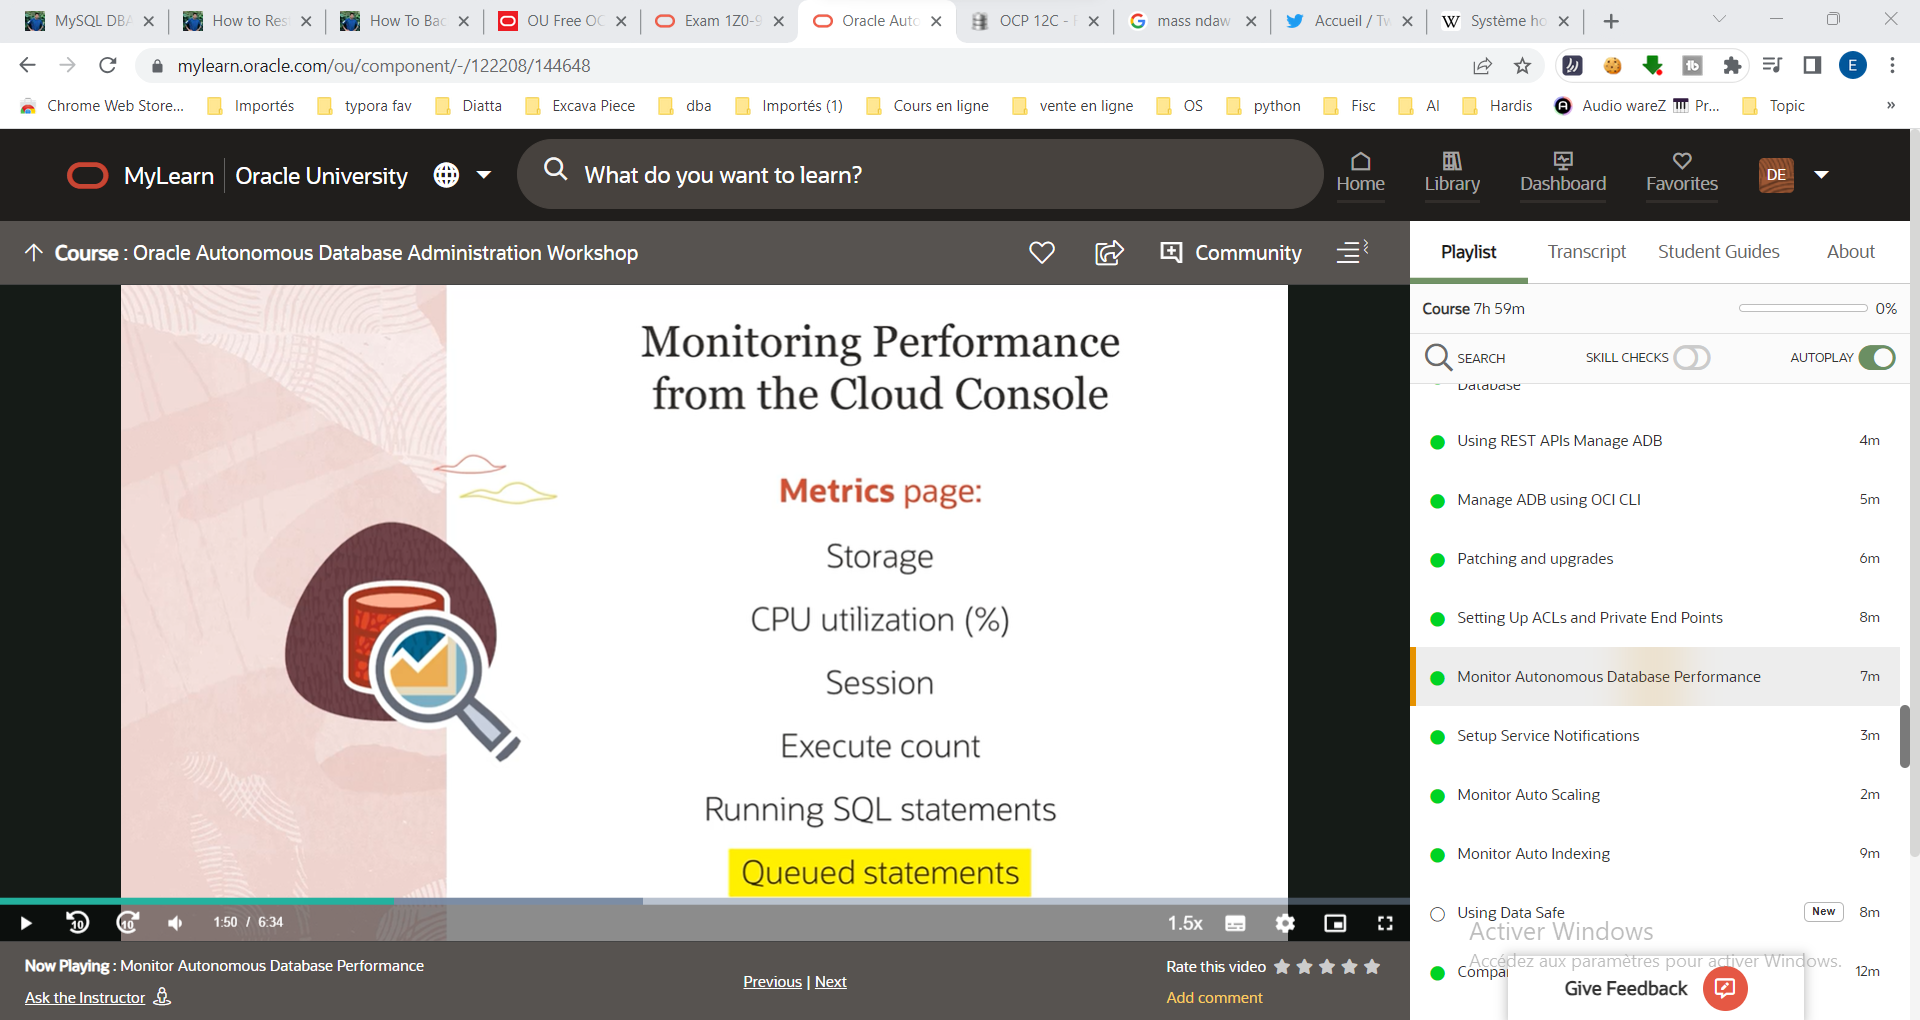 MySQL DBA
How to Res
How To Bac
OU Free OC
Exam 1Z0-9
Oracle Auto
OCP 12C -
mass ndaw
Accueil / Tw
W Système ho
mylearn.oracle.com/ou/component/-/122208/144648
E
Chrome Web Store...
Importés
typora fav
Diatta
Excava Piece
dba
Importés (1)
Cours en ligne
vente en ligne
OS
python
Fisc
AI
Hardis
Audio wareZ
Pr...
Topic
»
MyLearn
Oracle University
What do you want to learn?
Home
Library
Dashboard
Favorites
DE
Course : Oracle Autonomous Database Administration Workshop
Community
Monitoring Performance
from the Cloud Console
Metrics page:
Storage
CPU utilization (%)
Session
Execute count
Running SQL statements
Queued statements
10
10
1:50 / 6:34
1.5x
Now Playing : Monitor Autonomous Database Performance
Ask the Instructor
Previous | Next
Rate this video
Add comment
Playlist
Transcript
Student Guides
About
Course 7h 59m
0%
SEARCH
SKILL CHECKS
AUTOPLAY
Database
Using REST APIs Manage ADB 4m
Manage ADB using OCI CLI 5m
Patching and upgrades 6m
Setting Up ACLs and Private End Points 8m
Monitor Autonomous Database Performance 7m
Setup Service Notifications 3m
Monitor Auto Scaling 2m
Monitor Auto Indexing 9m
Using Data Safe New 8m
Activer Windows
Accédez aux paramètres pour activer Windows.
Compa 12m
Give Feedback